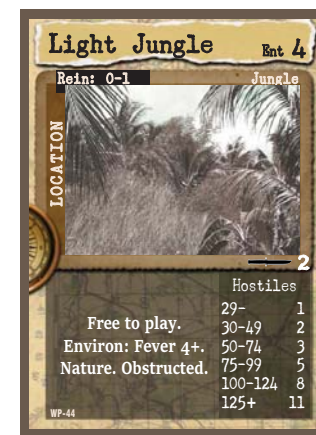 Light Jungle Ent 4
Rein: 0-1 Jungle
LOCATION
2
Hostiles
29- 1
30-49 2
50-74 3
75-99 5
100-124 8
125+ 11
Free to play.
Environ: Fever 4+.
Nature. Obstructed.
WP-44